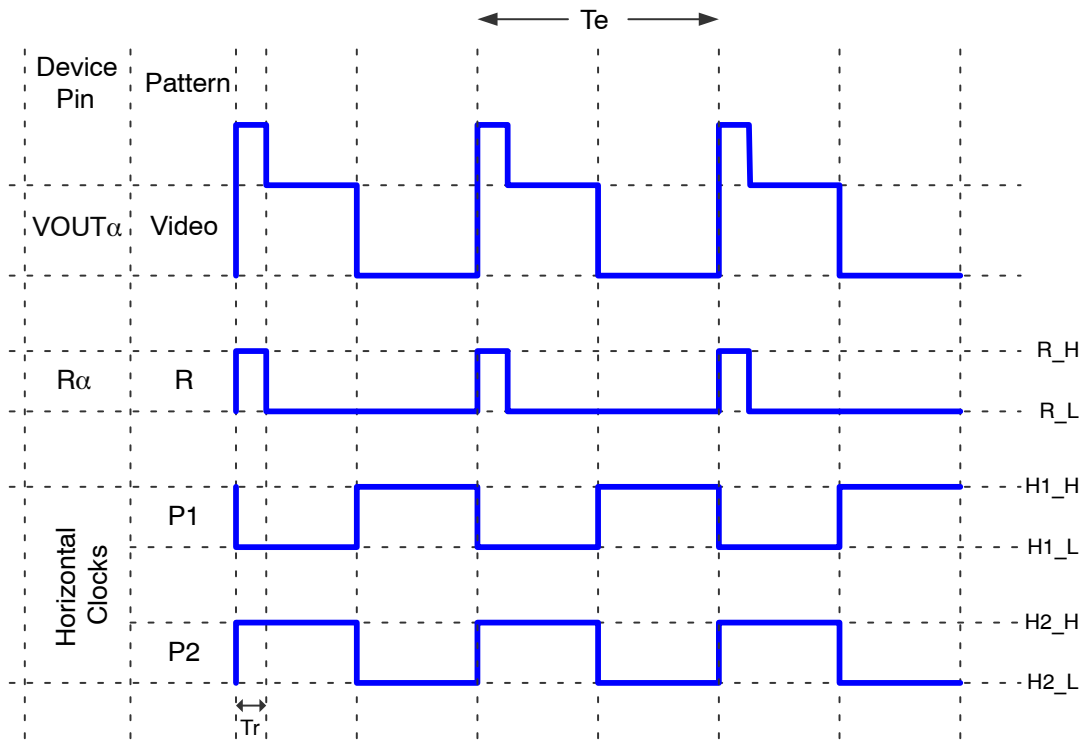 Te
Device
Pin
Pattern
VOUTα
Video
Rα
R
R_H
R_L
Horizontal
Clocks
P1
H1_H
H1_L
P2
H2_H
H2_L
Tr